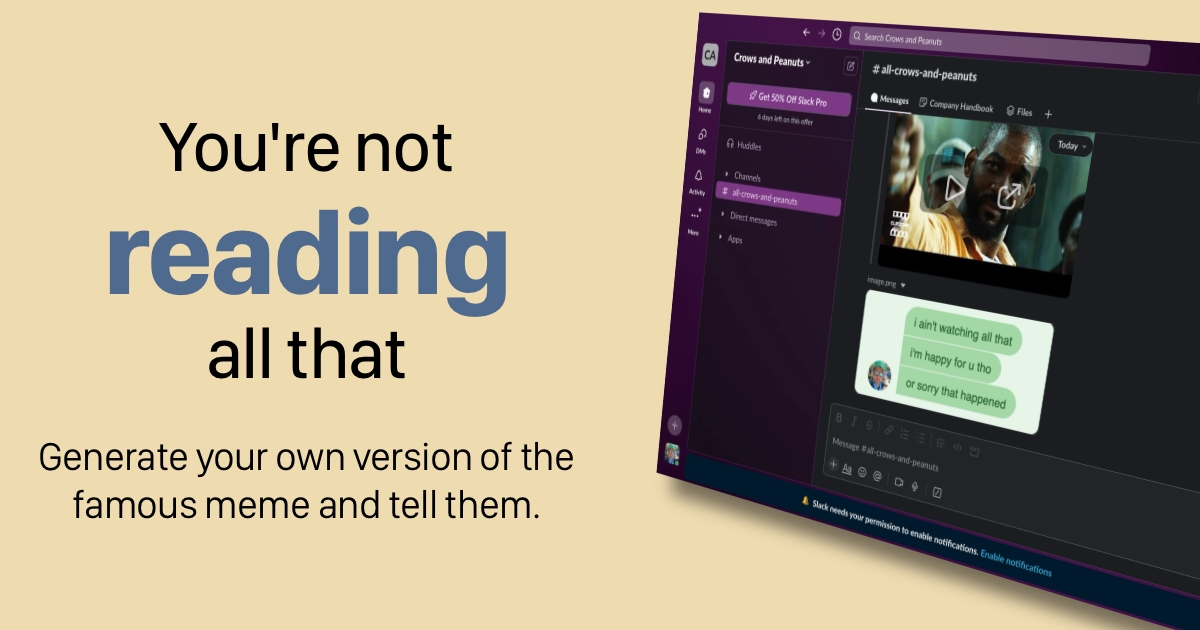 You're not
reading
all that
Generate your own version of the
famous meme and tell them.
Search Crows and Peanuts
CA
Crows and Peanuts
Get 50% Off Slack Pro
6 days left on this offer
Home
DMs
Activity
More
Huddles
Channels
# all-crows-and-peanuts
Direct messages
Apps
# all-crows-and-peanuts
Messages
Company Handbook
Files
Today
image.png
i ain't watching all that
i'm happy for u tho
or sorry that happened
Message #all-crows-and-peanuts
Aa
Slack needs your permission to enable notifications. Enable notifications